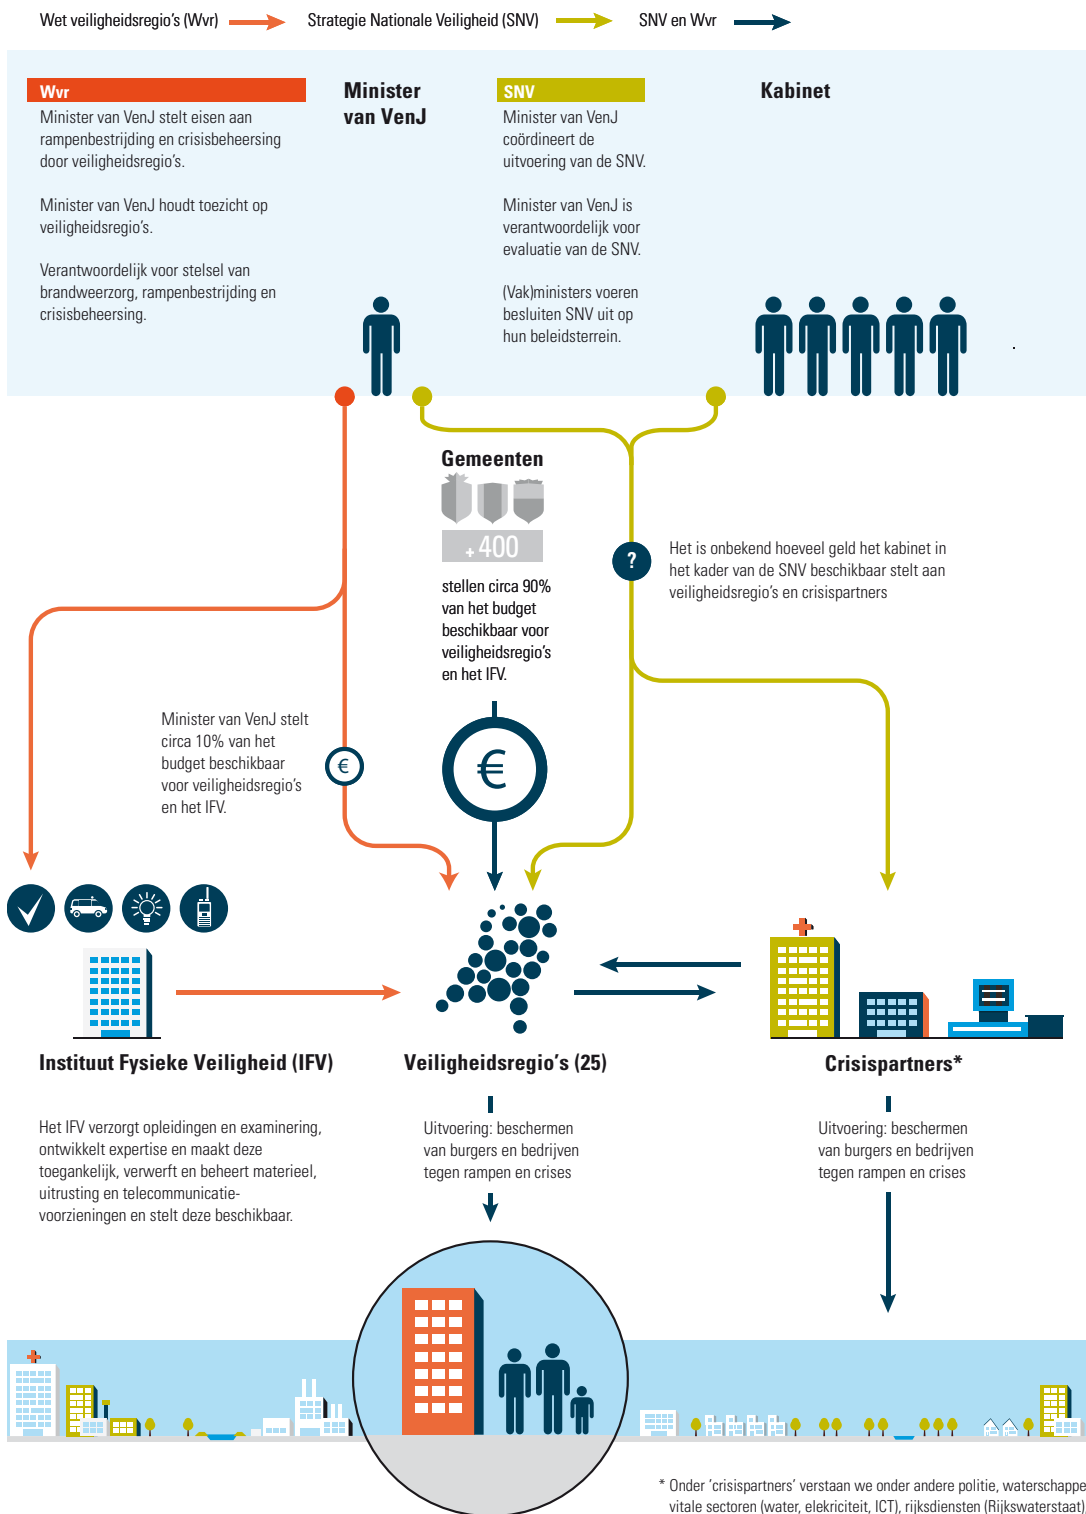 Wet veiligheidsregio's (Wvr)
Strategie Nationale Veiligheid (SNV)
SNV en Wvr
Wvr
Minister van VenJ stelt eisen aan
rampenbestrijding en crisisbeheersing
door veiligheidsregio's.
Minister van VenJ houdt toezicht op
veiligheidsregio's.
Verantwoordelijk voor stelsel van
brandweerzorg, rampenbestrijding en
crisisbeheersing.
Minister
van VenJ
SNV
Minister van VenJ
coördineert de
uitvoering van de SNV.
Minister van VenJ is
verantwoordelijk voor
evaluatie van de SNV.
(Vak)ministers voeren
besluiten SNV uit op
hun beleidsterrein.
Kabinet
Gemeenten
+ 400
stellen circa 90%
van het budget
beschikbaar voor
veiligheidsregio's
en het IFV.
?
Het is onbekend hoeveel geld het kabinet in
het kader van de SNV beschikbaar stelt aan
veiligheidsregio's en crisispartners
Minister van VenJ stelt
circa 10% van het
budget beschikbaar
voor veiligheidsregio's
en het IFV.
€
€
Instituut Fysieke Veiligheid (IFV)
Het IFV verzorgt opleidingen en examinering,
ontwikkelt expertise en maakt deze
toegankelijk, verwerft en beheert materieel,
uitrusting en telecommunicatie-
voorzieningen en stelt deze beschikbaar.
Veiligheidsregio's (25)
Uitvoering: beschermen
van burgers en bedrijven
tegen rampen en crises
Crisispartners*
Uitvoering: beschermen
van burgers en bedrijven
tegen rampen en crises
* Onder 'crisispartners' verstaan we onder andere politie, waterschappe
vitale sectoren (water, elekriciteit, ICT), rijksdiensten (Rijkswaterstaat)